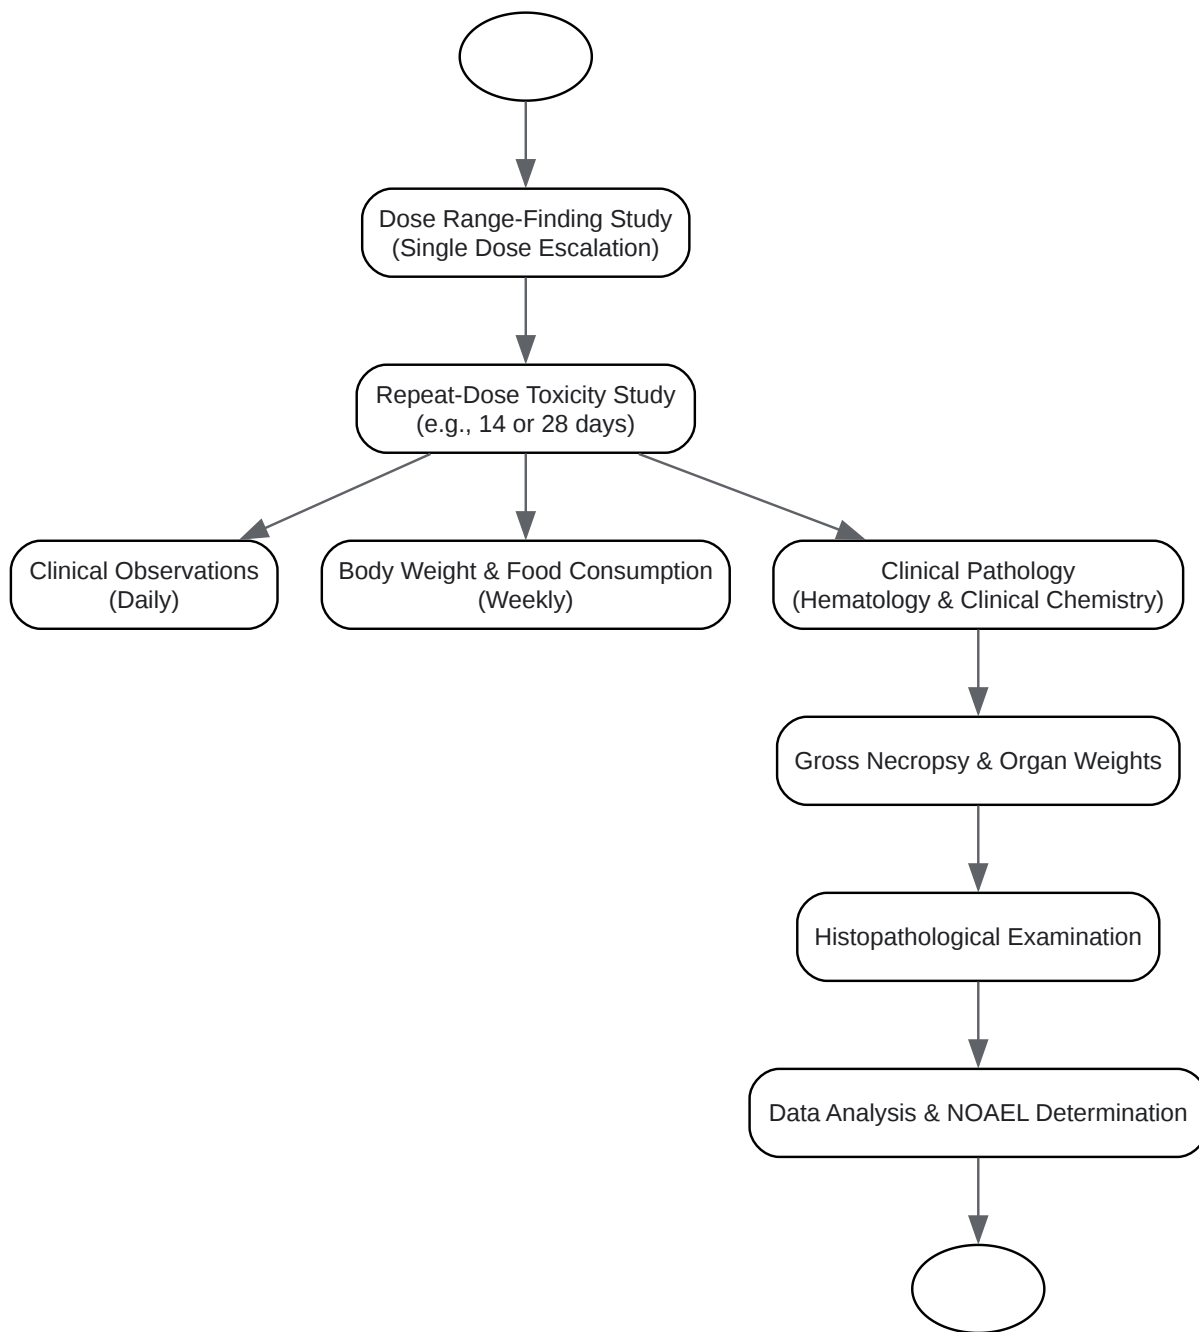 Dose Range-Finding Study
(Single Dose Escalation)
Repeat-Dose Toxicity Study
(e.g., 14 or 28 days)
Clinical Observations
(Daily)
Body Weight & Food Consumption
(Weekly)
Clinical Pathology
(Hematology & Clinical Chemistry)
Gross Necropsy & Organ Weights
Histopathological Examination
Data Analysis & NOAEL Determination